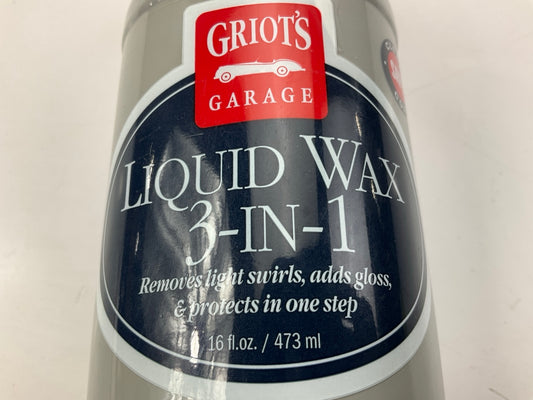 GRIOT'S
GARAGE
LIQUID WAX
3-IN-1
Removes light swirls, adds gloss,
& protects in one step
16 fl.oz. / 473 ml